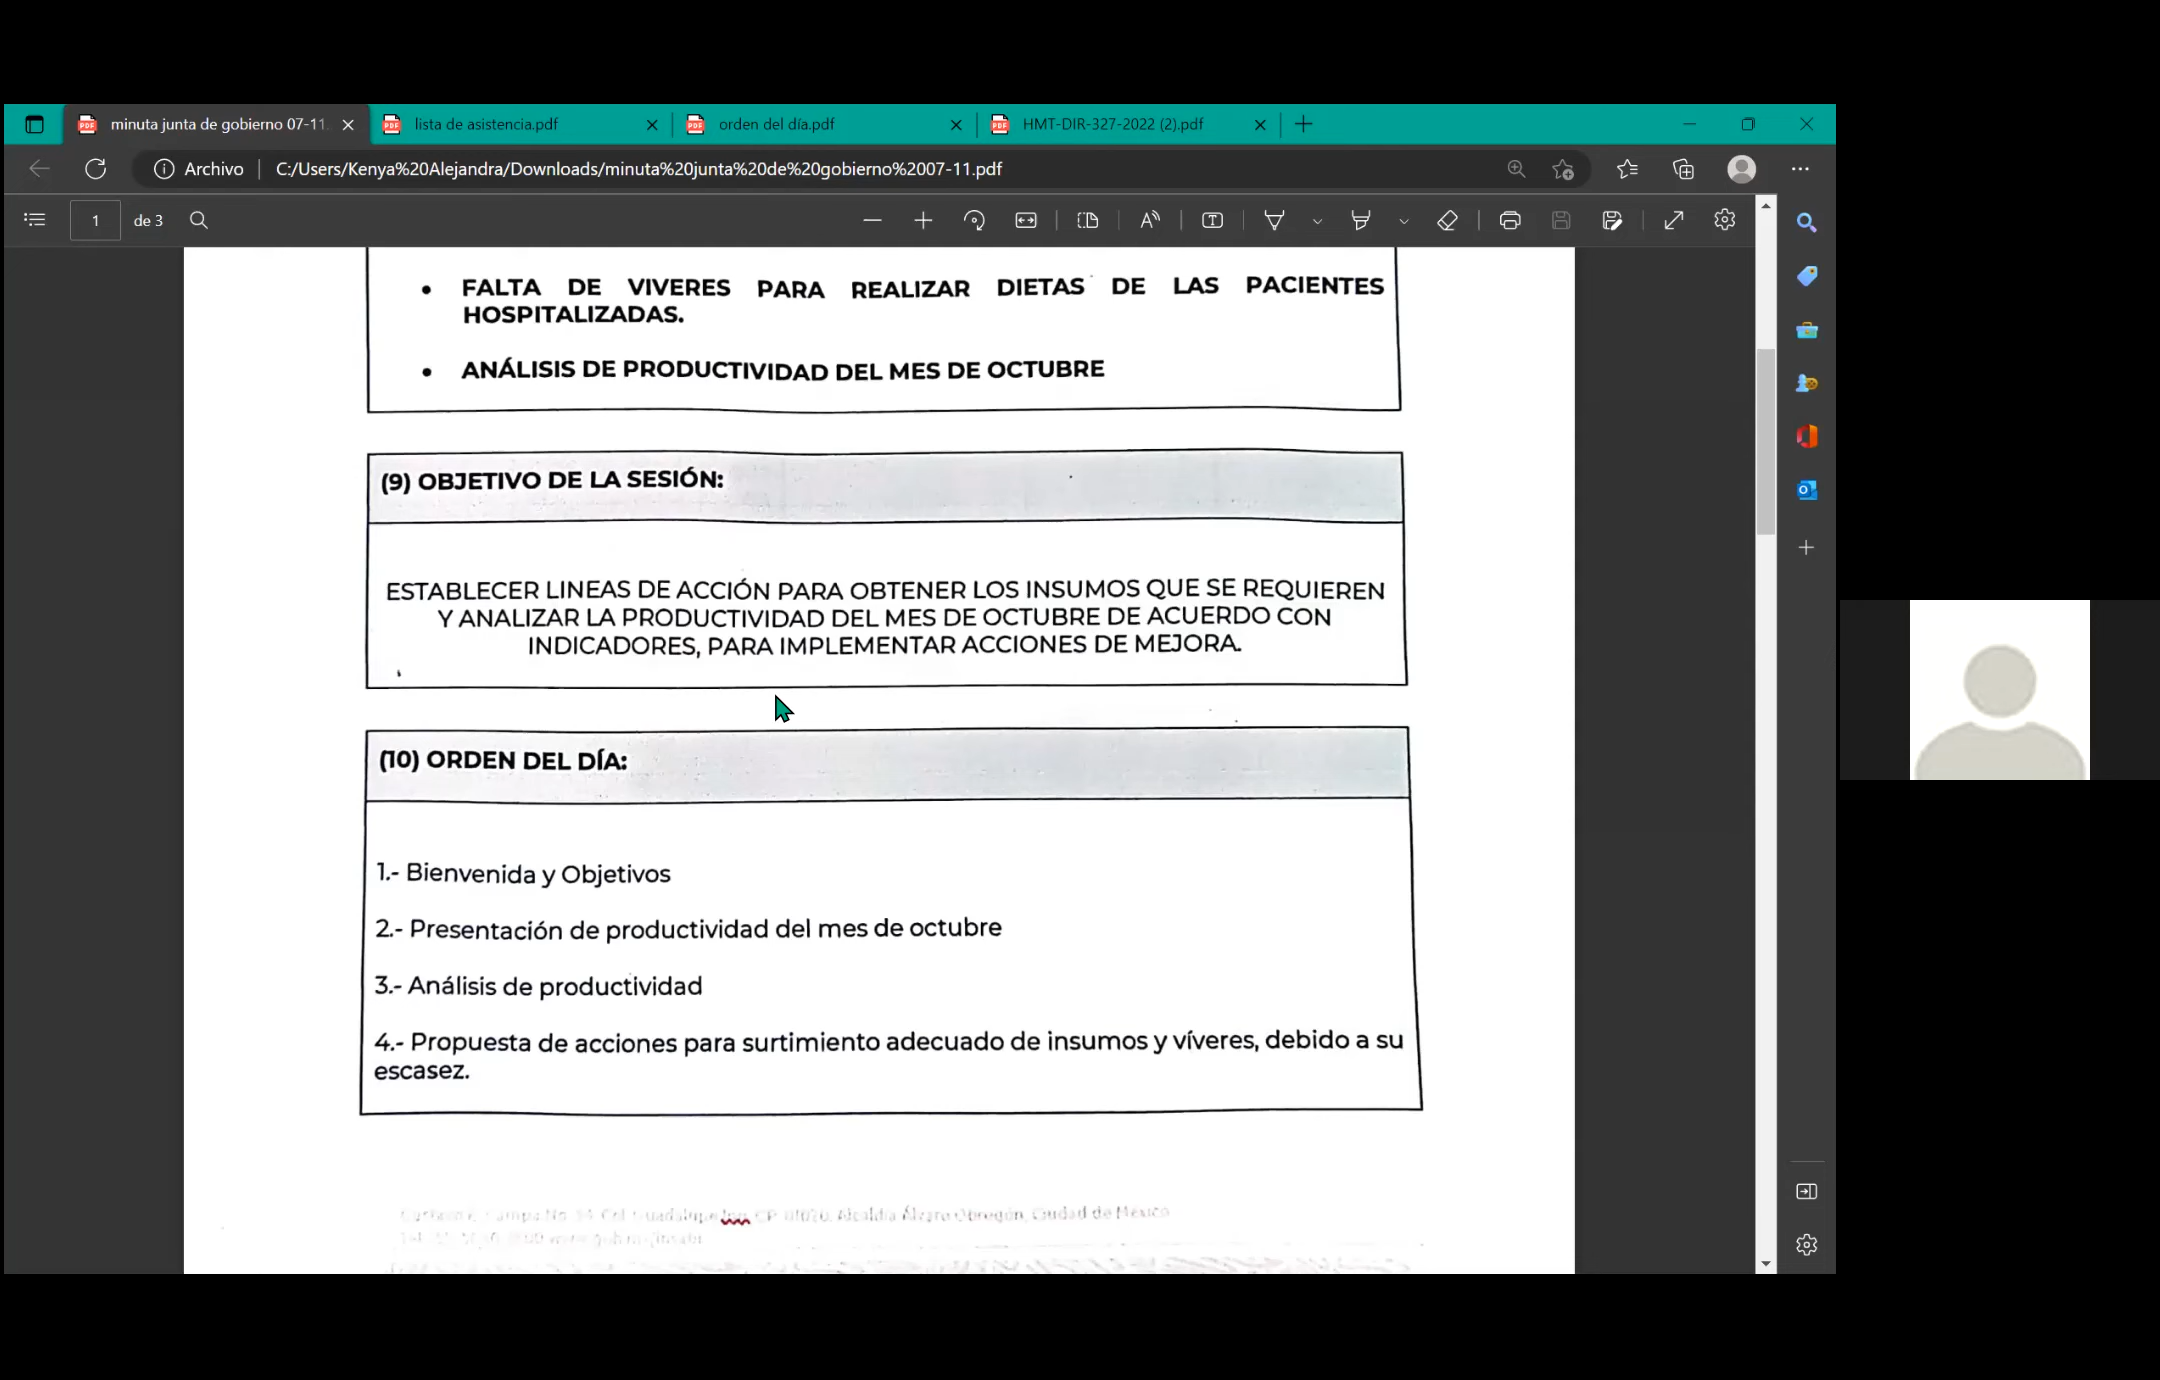 minuta junta de gobierno 07-11.
lista de asistencia.pdf
orden del día.pdf
HMT-DIR-327-2022 (2).pdf
Archivo
C:/Users/Kenya%20Alejandra/Downloads/minuta%20junta%20de%20gobierno%2007-11.pdf
1 de 3
• FALTA DE VIVERES PARA REALIZAR DIETAS DE LAS PACIENTES
HOSPITALIZADAS.
• ANÁLISIS DE PRODUCTIVIDAD DEL MES DE OCTUBRE
(9) OBJETIVO DE LA SESIÓN:
ESTABLECER LINEAS DE ACCIÓN PARA OBTENER LOS INSUMOS QUE SE REQUIEREN
Y ANALIZAR LA PRODUCTIVIDAD DEL MES DE OCTUBRE DE ACUERDO CON
INDICADORES, PARA IMPLEMENTAR ACCIONES DE MEJORA.
(10) ORDEN DEL DÍA:
1.- Bienvenida y Objetivos
2.- Presentación de productividad del mes de octubre
3.- Análisis de productividad
4.- Propuesta de acciones para surtimiento adecuado de insumos y víveres, debido a su
escasez.
Alcaldía Álvaro Obregón, Ciudad de México